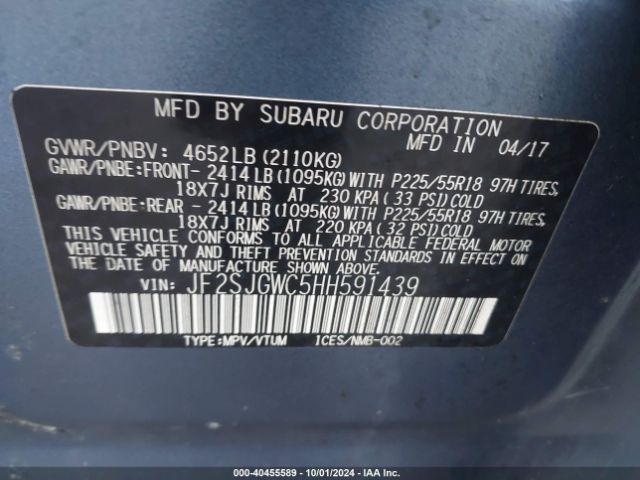 MFD BY SUBARU CORPORATION
GVWR/PNBV: 4652LB(2110KG) MFD IN 04/17
GAWR/PNBE:FRONT- 2414LB(1095KG)WITH P225/55R18 97H TIRES,
18X7J RIMS AT 230 KPA(33 PSI)COLD
GAWR/PNBE:REAR - 2414LB(1095KG)WITH P225/55R18 97H TIRES,
18X7J RIMS AT 220 KPA(32 PSI)COLD
THIS VEHICLE CONFORMS TO ALL APPLICABLE FEDERAL MOTOR
VEHICLE SAFETY AND THEFT PREVENTION STANDARDS IN EFFECT
ON THE DATE OF MANUFACTURE SHOWN ABOVE.
VIN: JF2SJGWC5HH591439
TYPE:MPV/VTUM ICES/NMB-002
000-40455589 - 10/01/2024 - IAA Inc.